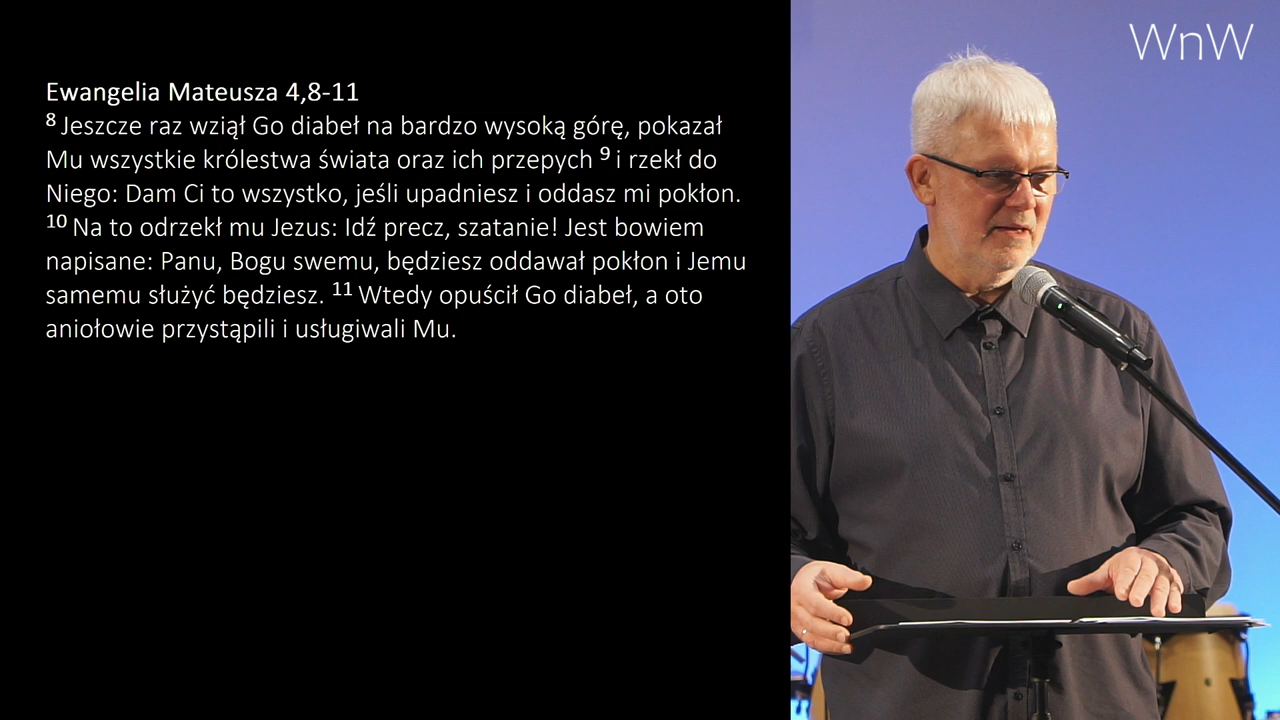 WnW
Ewangelia Mateusza 4,8-11
8 Jeszcze raz wziął Go diabeł na bardzo wysoką górę, pokazał
Mu wszystkie królestwa świata oraz ich przepych 9 i rzekł do
Niego: Dam Ci to wszystko, jeśli upadniesz i oddasz mi pokłon.
10 Na to odrzekł mu Jezus: Idź precz, szatanie! Jest bowiem
napisane: Panu, Bogu swemu, będziesz oddawał pokłon i Jemu
samemu służyć będziesz. 11 Wtedy opuścił Go diabeł, a oto
aniołowie przystąpili i usługiwali Mu.